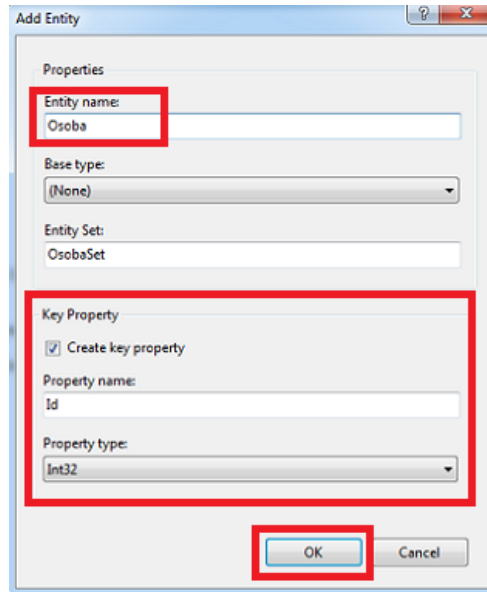 Add Entity
Properties
Entity name:
Osoba
Base type:
(None)
Entity Set:
OsobaSet
Key Property
Create key property
Property name:
Id
Property type:
Int32
OK Cancel